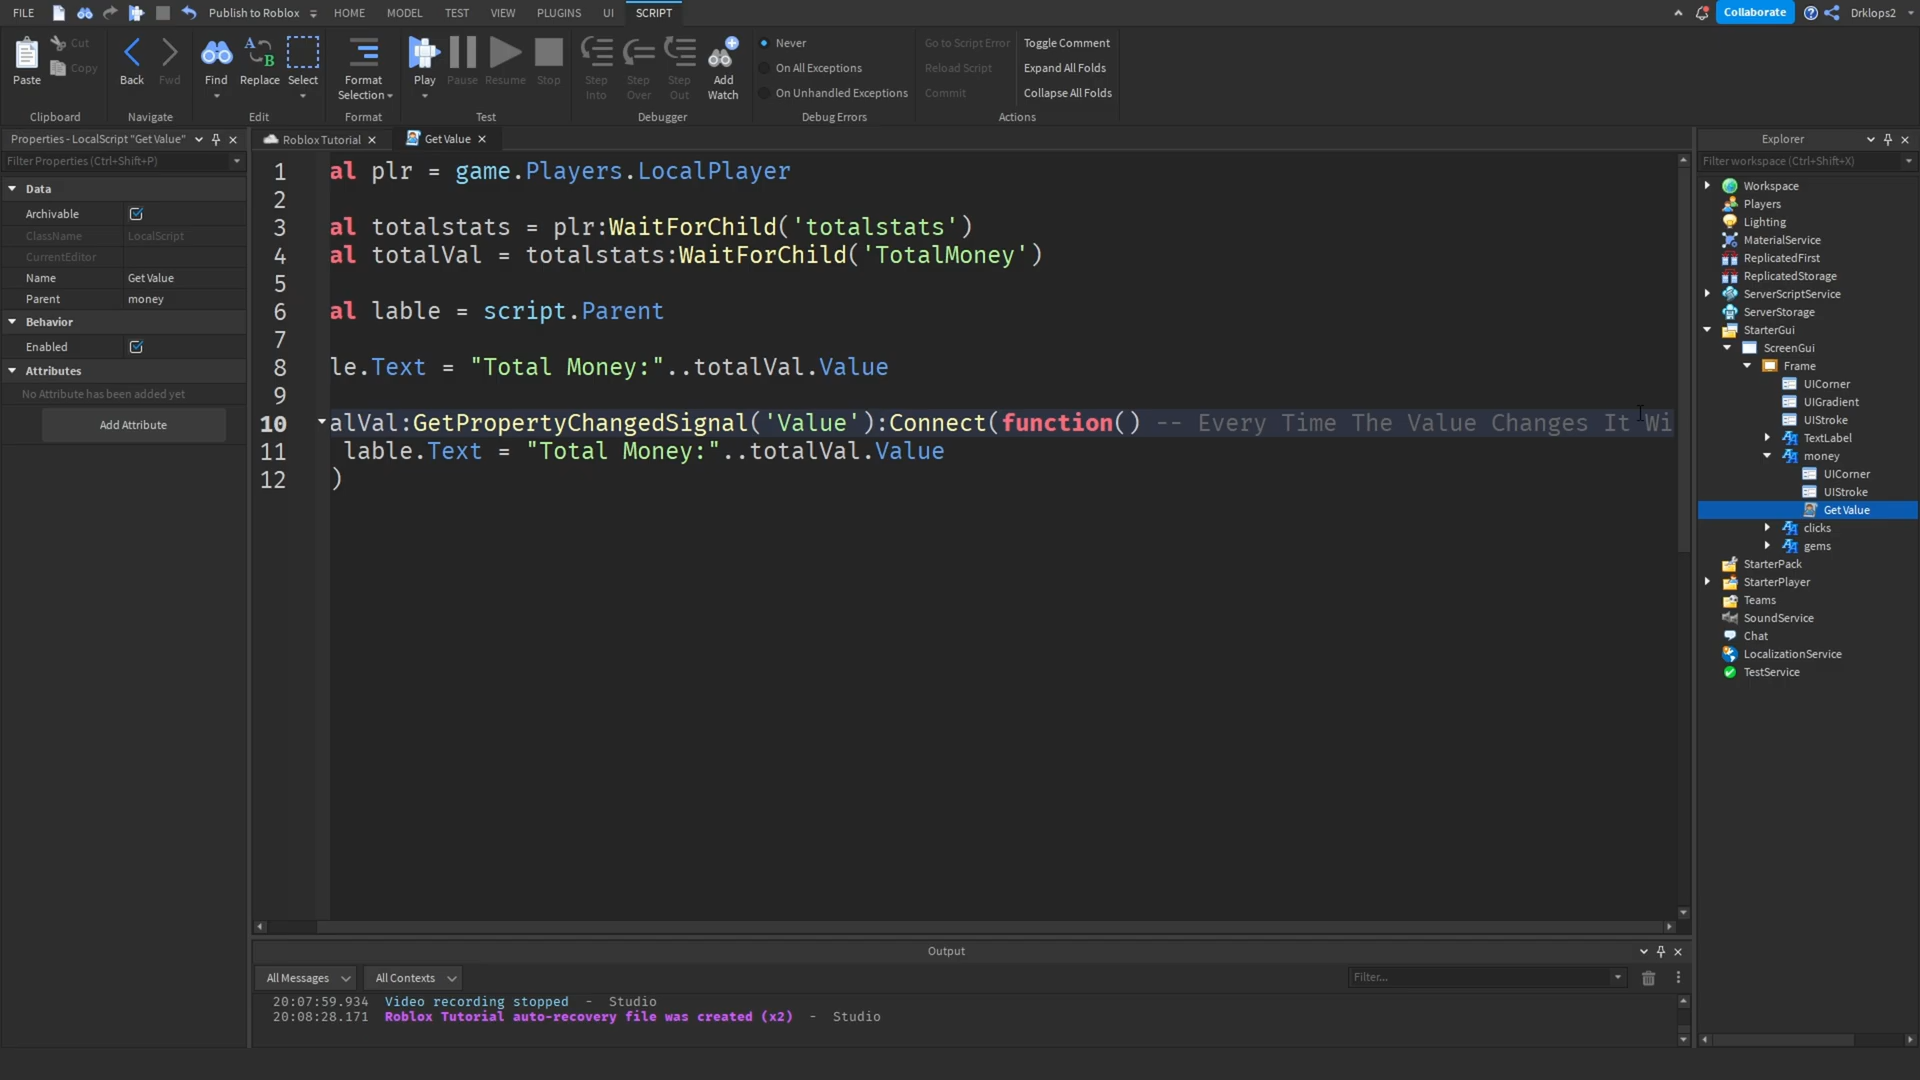 FILE Publish to Roblox HOME MODEL TEST VIEW PLUGINS UI SCRIPT Collaborate Drklops2
Paste Cut Copy Back Fwd Find Replace Select Format Selection Play Pause Resume Stop Step Into Step Over Step Out Add Watch
Never
On All Exceptions
On Unhandled Exceptions
Go to Script Error
Reload Script
Commit
Toggle Comment
Expand All Folds
Collapse All Folds
Clipboard Navigate Edit Format Test Debugger Debug Errors Actions
Properties - LocalScript "Get Value"
Filter Properties (Ctrl+Shift+P)
Data
Archivable
ClassName LocalScript
CurrentEditor
Name Get Value
Parent money
Behavior
Enabled
Attributes
No Attribute has been added yet
Add Attribute
Roblox Tutorial Get Value
1 al plr = game.Players.LocalPlayer
2
3 al totalstats = plr:WaitForChild('totalstats')
4 al totalVal = totalstats:WaitForChild('TotalMoney')
5
6 al lable = script.Parent
7
8 le.Text = "Total Money:"..totalVal.Value
9
10 alVal:GetPropertyChangedSignal('Value'):Connect(function() -- Every Time The Value Changes It Wi
11 lable.Text = "Total Money:"..totalVal.Value
12 )
Output
All Messages All Contexts Filter...
20:07:59.934 Video recording stopped - Studio
20:08:28.171 Roblox Tutorial auto-recovery file was created (x2) - Studio
Explorer
Filter workspace (Ctrl+Shift+X)
Workspace
Players
Lighting
MaterialService
ReplicatedFirst
ReplicatedStorage
ServerScriptService
ServerStorage
StarterGui
ScreenGui
Frame
UICorner
UIGradient
UIStroke
TextLabel
money
UICorner
UIStroke
Get Value
clicks
gems
StarterPack
StarterPlayer
Teams
SoundService
Chat
LocalizationService
TestService